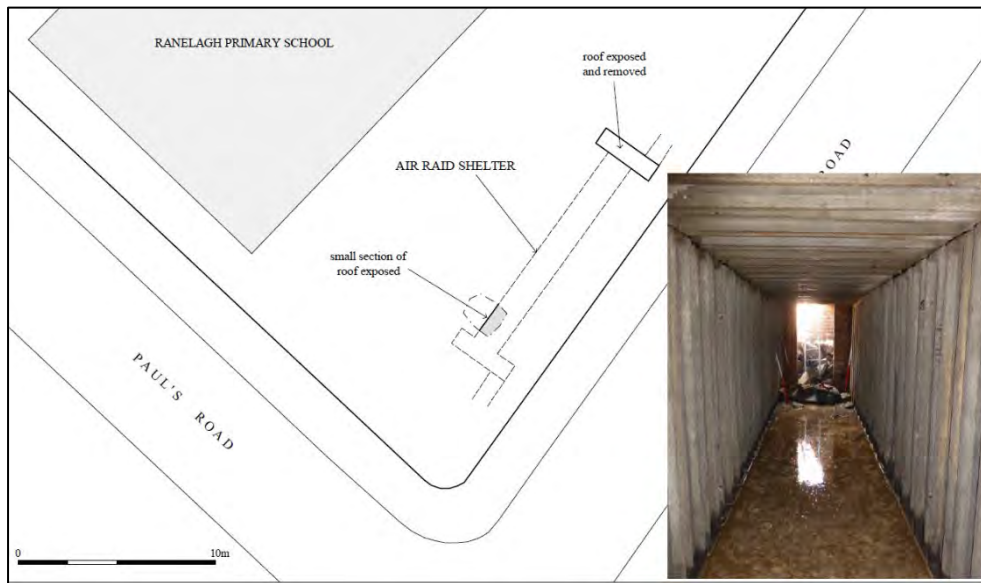 RANELAGH PRIMARY SCHOOL
roof exposed
and removed
AIR RAID SHELTER
ROAD
small section of
roof exposed
PAUL'S ROAD
0 10m